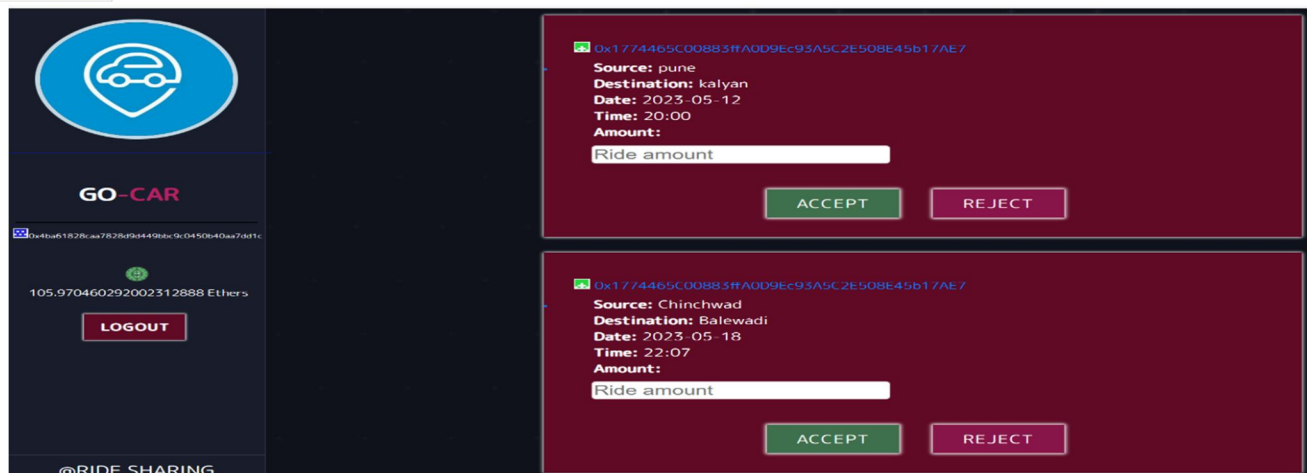 GO-CAR
0x4ba61828caa7828d9d449bbc9c0450b40aa7dd1c
105.970460292002312888 Ethers
LOGOUT
@RIDE SHARING
0x1774465C00883ffA0D9Ec93A5C2E508E45b17AE7
Source: pune
Destination: kalyan
Date: 2023-05-12
Time: 20:00
Amount:
Ride amount
ACCEPT REJECT
0x1774465C00883ffA0D9Ec93A5C2E508E45b17AE7
Source: Chinchwad
Destination: Balewadi
Date: 2023-05-18
Time: 22:07
Amount:
Ride amount
ACCEPT REJECT